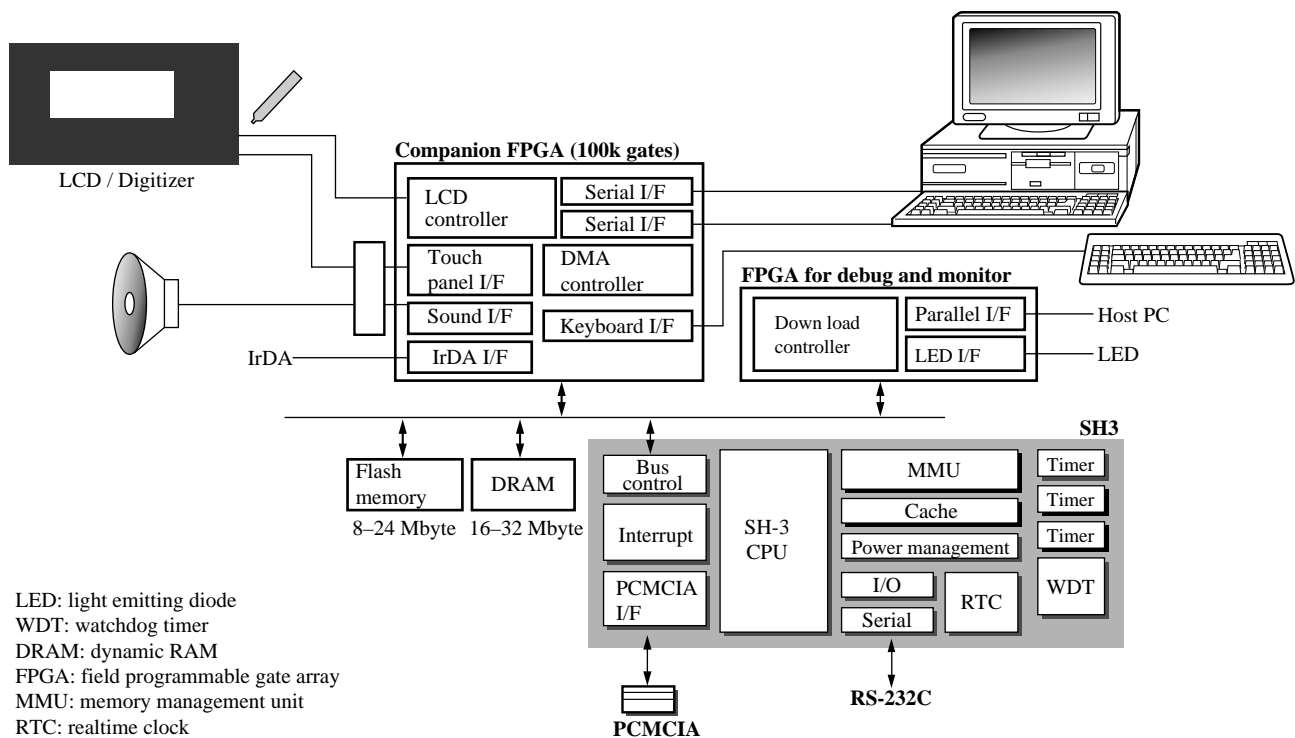 LCD / Digitizer
Companion FPGA (100k gates)
LCD
controller
Serial I/F
Serial I/F
Touch
panel I/F
DMA
controller
Sound I/F
Keyboard I/F
IrDA
IrDA I/F
FPGA for debug and monitor
Down load
controller
Parallel I/F
LED I/F
Host PC
LED
Flash
memory
8–24 Mbyte
DRAM
16–32 Mbyte
SH3
Bus
control
Interrupt
PCMCIA
I/F
SH-3
CPU
MMU
Cache
Power management
I/O
Serial
RTC
Timer
Timer
Timer
WDT
PCMCIA
RS-232C
LED: light emitting diode
WDT: watchdog timer
DRAM: dynamic RAM
FPGA: field programmable gate array
MMU: memory management unit
RTC: realtime clock